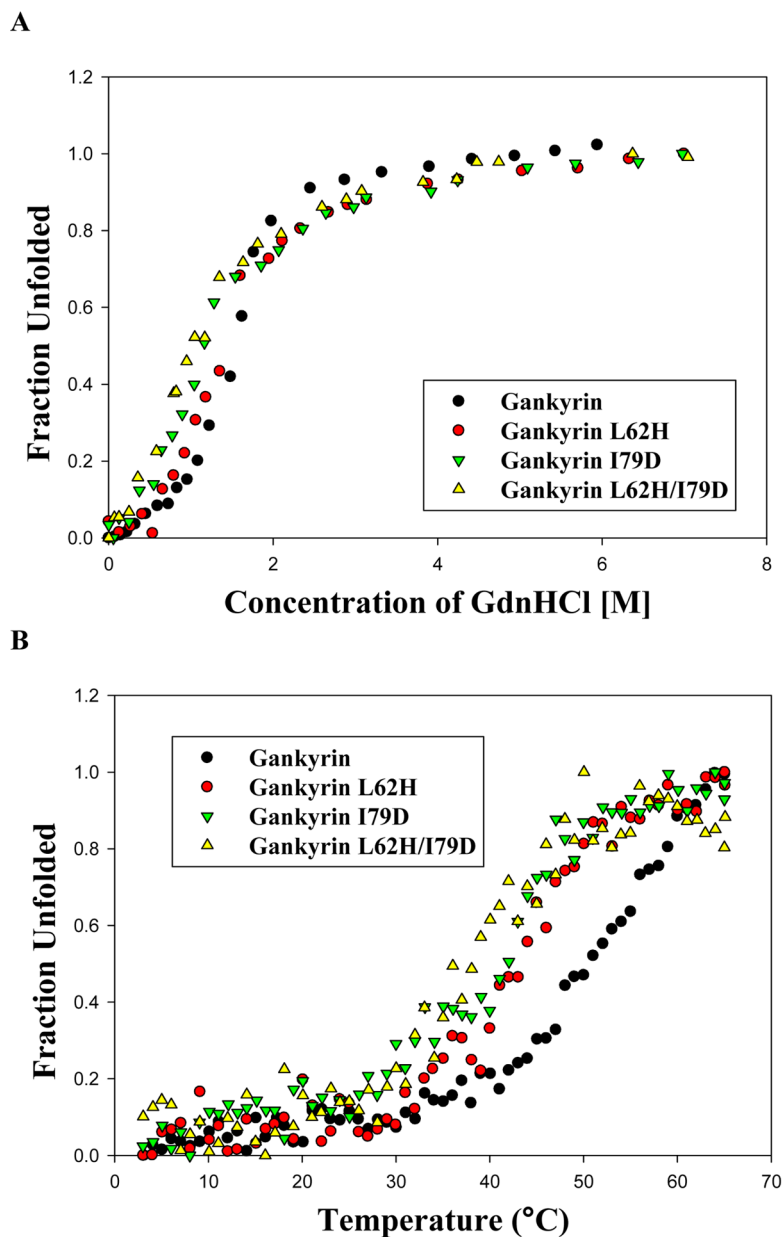 A
1.2
1.0
0.8
0.6
0.4
0.2
0.0
Fraction Unfolded
Gankyrin
Gankyrin L62H
Gankyrin I79D
Gankyrin L62H/I79D
0 2 4 6 8
Concentration of GdnHCl [M]
B
1.2
1.0
0.8
0.6
0.4
0.2
0.0
Fraction Unfolded
Gankyrin
Gankyrin L62H
Gankyrin I79D
Gankyrin L62H/I79D
0 10 20 30 40 50 60 70
Temperature (°C)